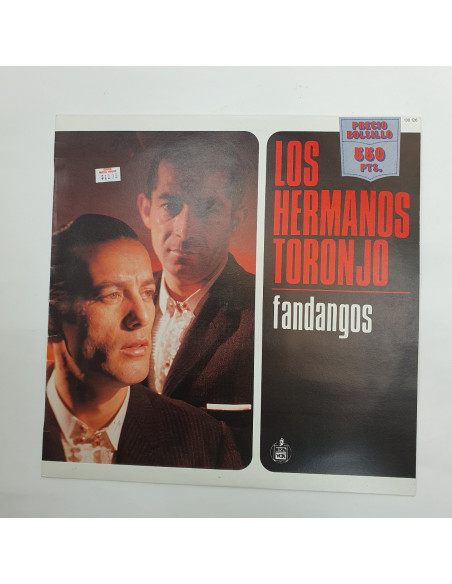 PRECIO
BOLSILLO
550
PTS.
LOS
HERMANOS
TORONJO
fandangos